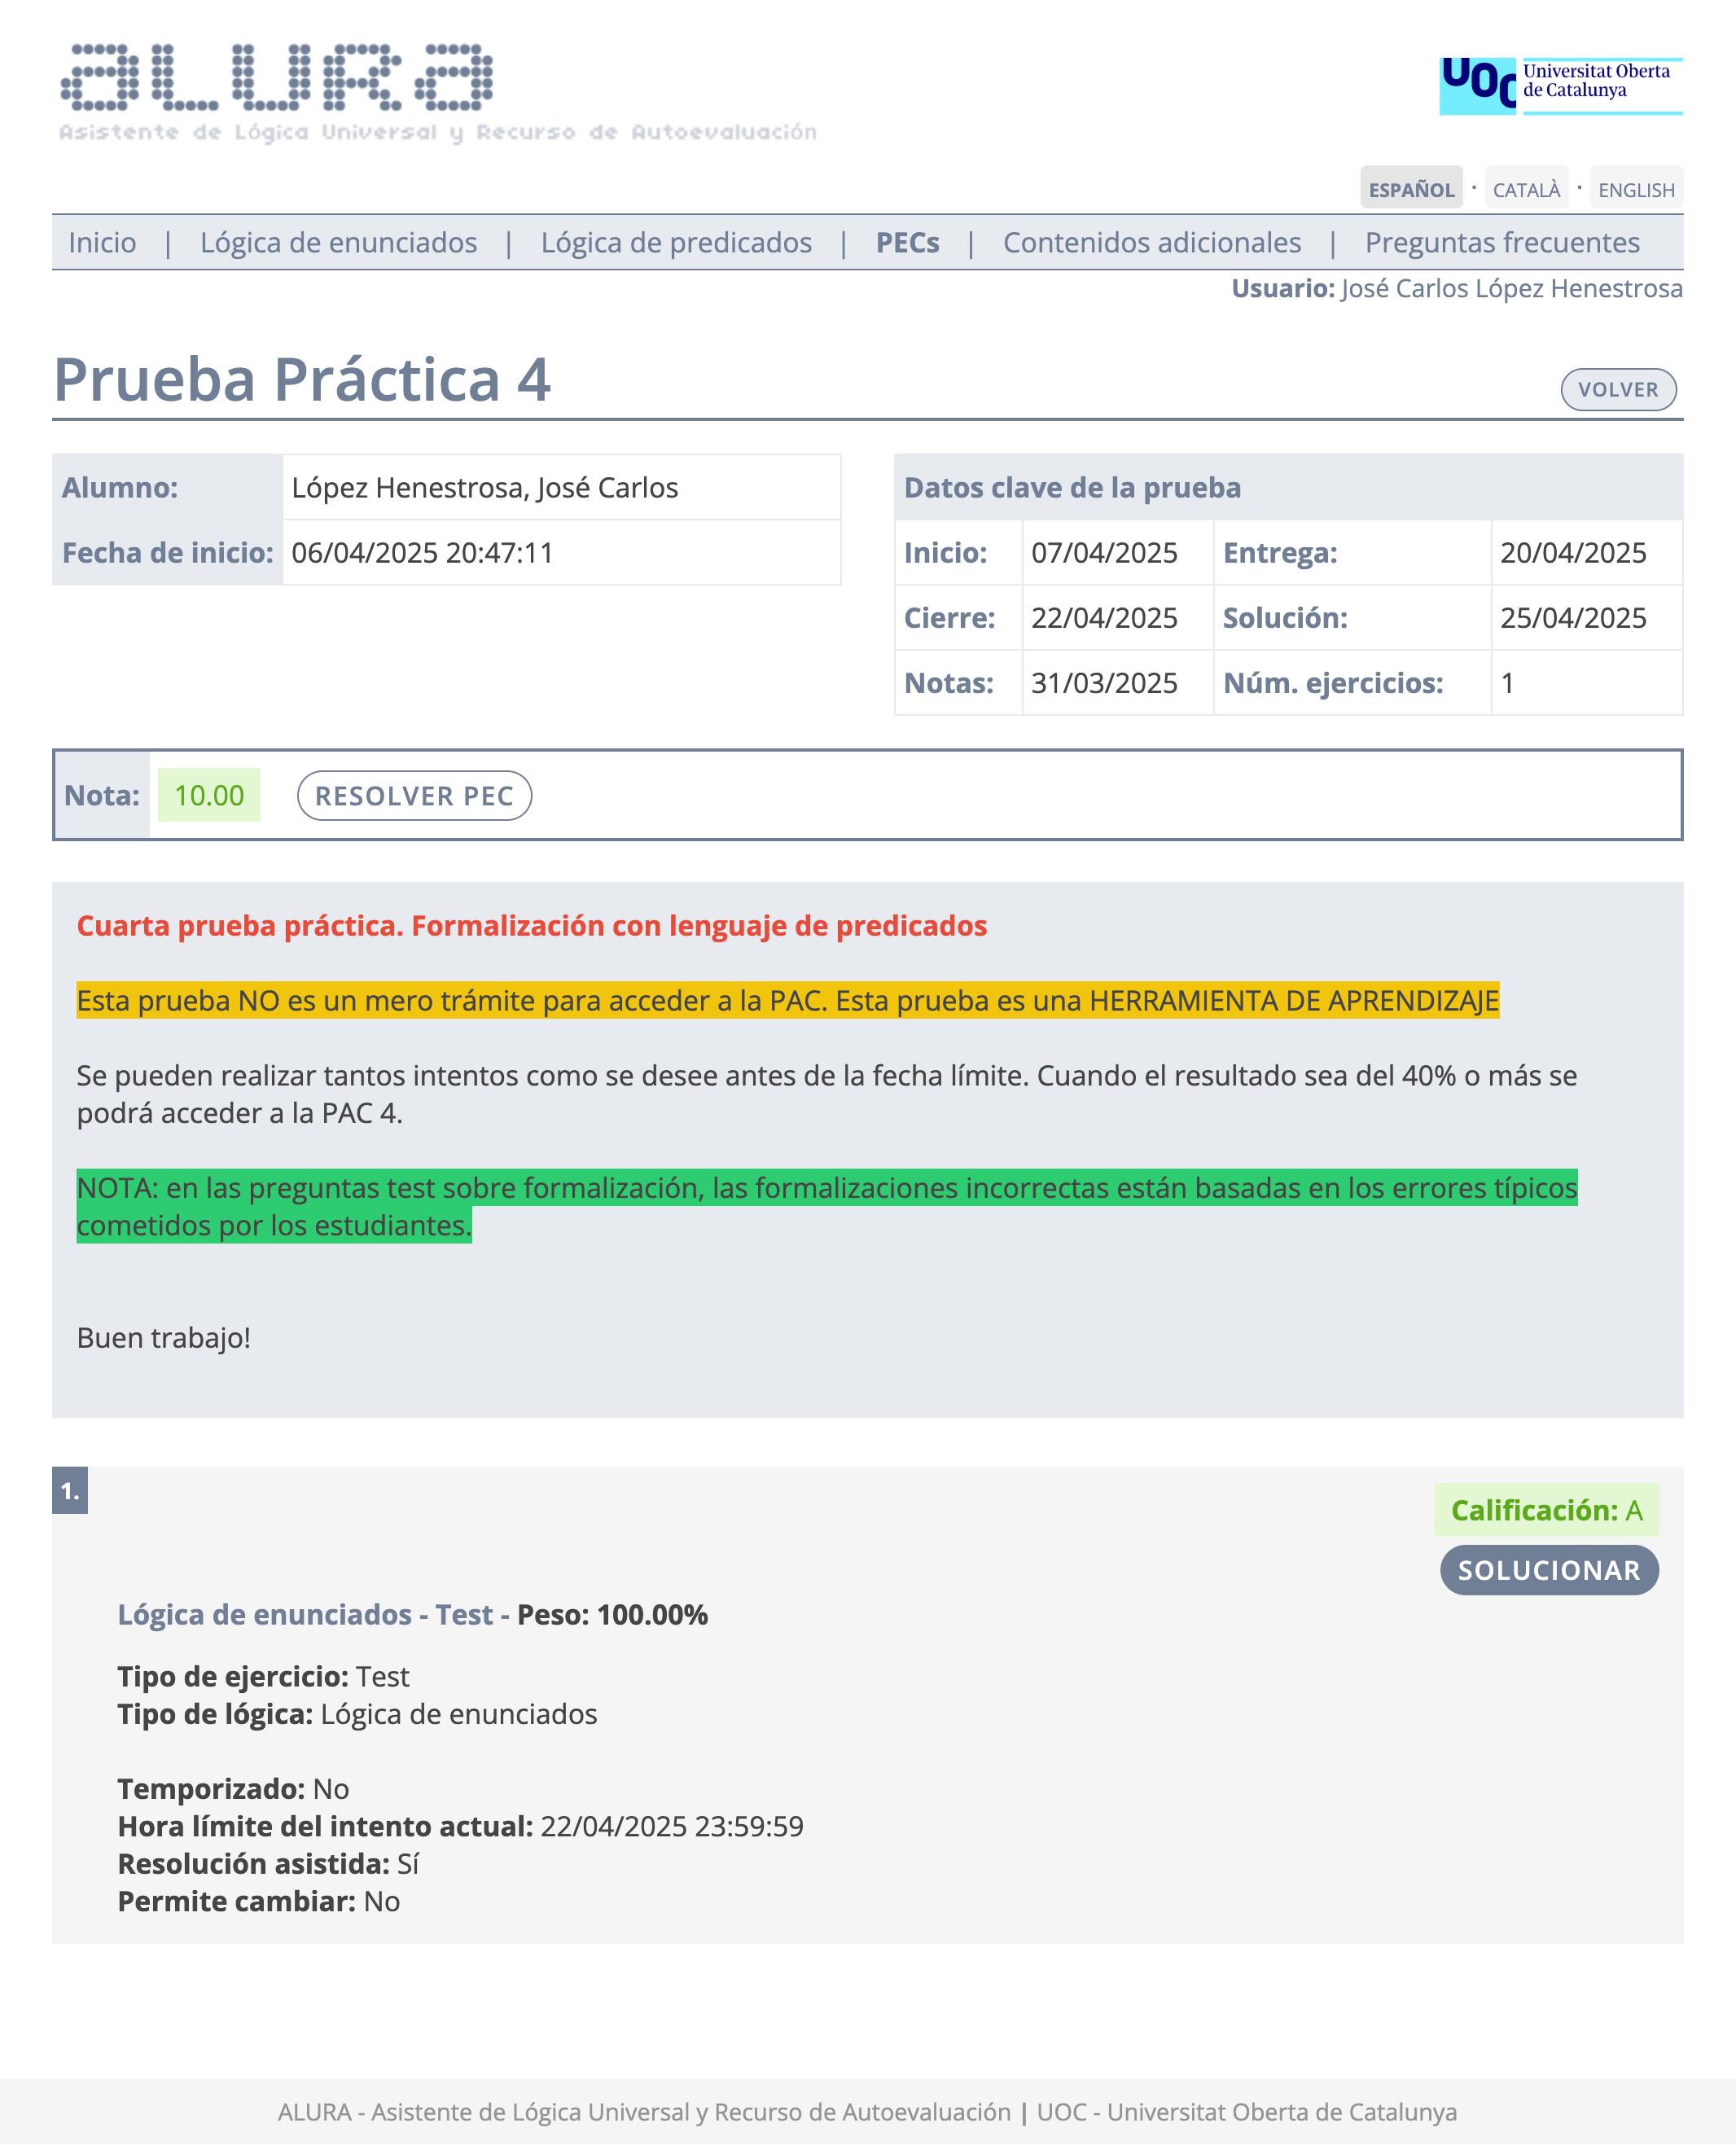 aLURa
Asistente de Lógica Universal y Recurso de Autoevaluación
UOC Universitat Oberta
de Catalunya
ESPAÑOL · CATALÀ · ENGLISH
Inicio | Lógica de enunciados | Lógica de predicados | PECs | Contenidos adicionales | Preguntas frecuentes
Usuario: José Carlos López Henestrosa
Prueba Práctica 4
VOLVER
Alumno: López Henestrosa, José Carlos
Fecha de inicio: 06/04/2025 20:47:11
Datos clave de la prueba
Inicio: 07/04/2025 Entrega: 20/04/2025
Cierre: 22/04/2025 Solución: 25/04/2025
Notas: 31/03/2025 Núm. ejercicios: 1
Nota: 10.00 RESOLVER PEC
Cuarta prueba práctica. Formalización con lenguaje de predicados
Esta prueba NO es un mero trámite para acceder a la PAC. Esta prueba es una HERRAMIENTA DE APRENDIZAJE
Se pueden realizar tantos intentos como se desee antes de la fecha límite. Cuando el resultado sea del 40% o más se
podrá acceder a la PAC 4.
NOTA: en las preguntas test sobre formalización, las formalizaciones incorrectas están basadas en los errores típicos
cometidos por los estudiantes.
Buen trabajo!
1.
Calificación: A
SOLUCIONAR
Lógica de enunciados - Test - Peso: 100.00%
Tipo de ejercicio: Test
Tipo de lógica: Lógica de enunciados
Temporizado: No
Hora límite del intento actual: 22/04/2025 23:59:59
Resolución asistida: Sí
Permite cambiar: No
ALURA - Asistente de Lógica Universal y Recurso de Autoevaluación | UOC - Universitat Oberta de Catalunya